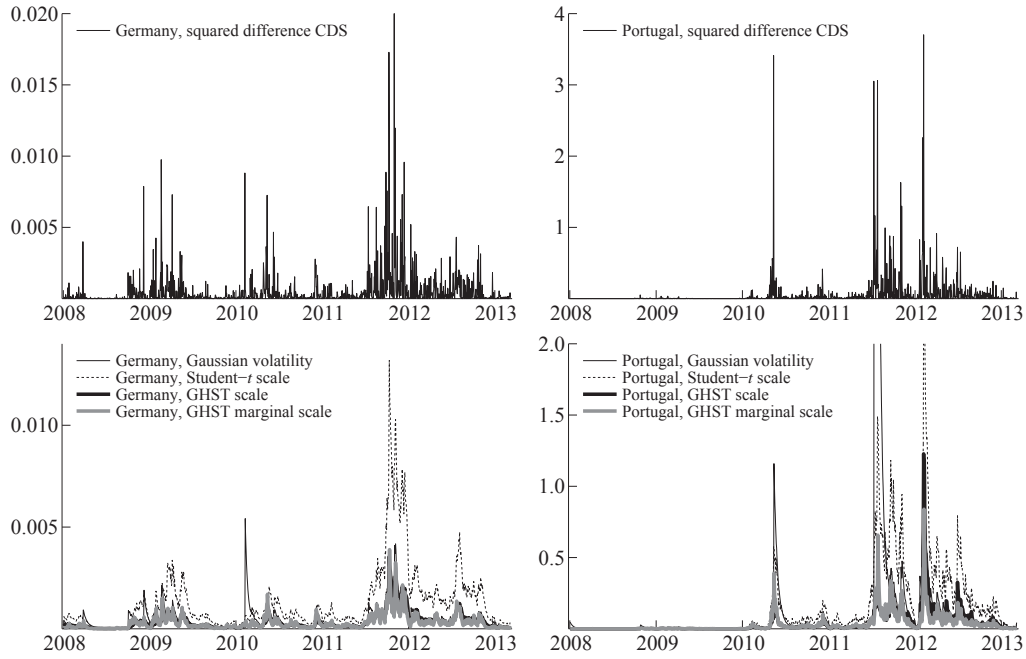 0.020
Germany, squared difference CDS
0.015
0.010
0.005
2008 2009 2010 2011 2012 2013
4
Portugal, squared difference CDS
3
2
1
2008 2009 2010 2011 2012 2013
Germany, Gaussian volatility
Germany, Student−t scale
Germany, GHST scale
Germany, GHST marginal scale
0.010
0.005
2008 2009 2010 2011 2012 2013
2.0
Portugal, Gaussian volatility
Portugal, Student−t scale
Portugal, GHST scale
Portugal, GHST marginal scale
1.5
1.0
0.5
2008 2009 2010 2011 2012 2013